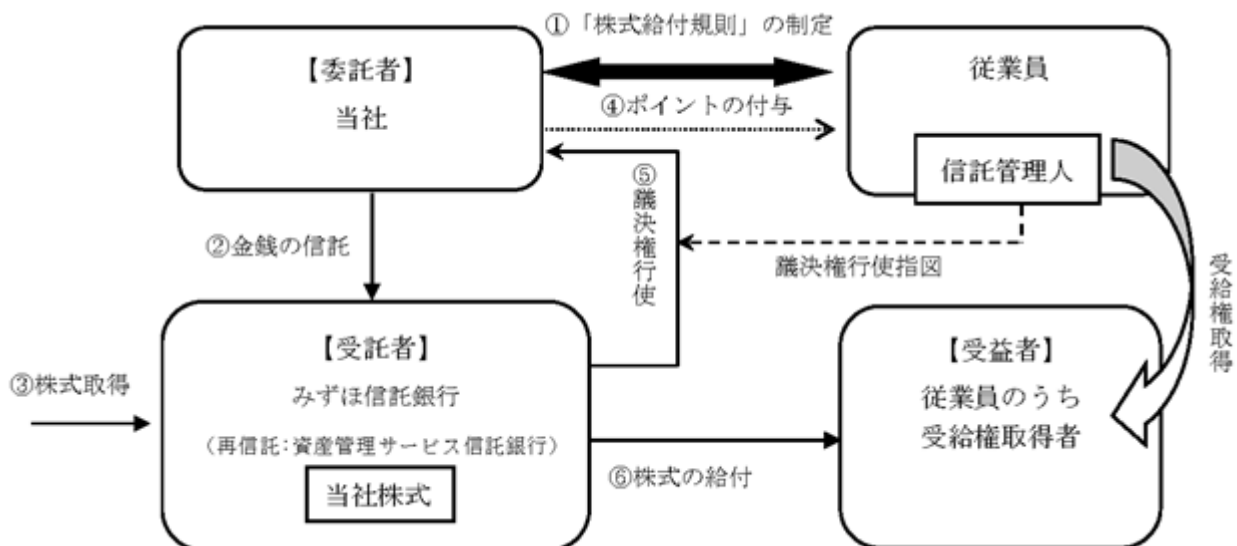 ①「株式給付規則」の制定
【委託者】
当社
従業員
④ポイントの付与
信託管理人
⑤議決権行使
②金銭の信託
議決権行使指図
受給権取得
【受託者】
みずほ信託銀行
（再信託：資産管理サービス信託銀行）
当社株式
③株式取得
【受益者】
従業員のうち
受給権取得者
⑥株式の給付